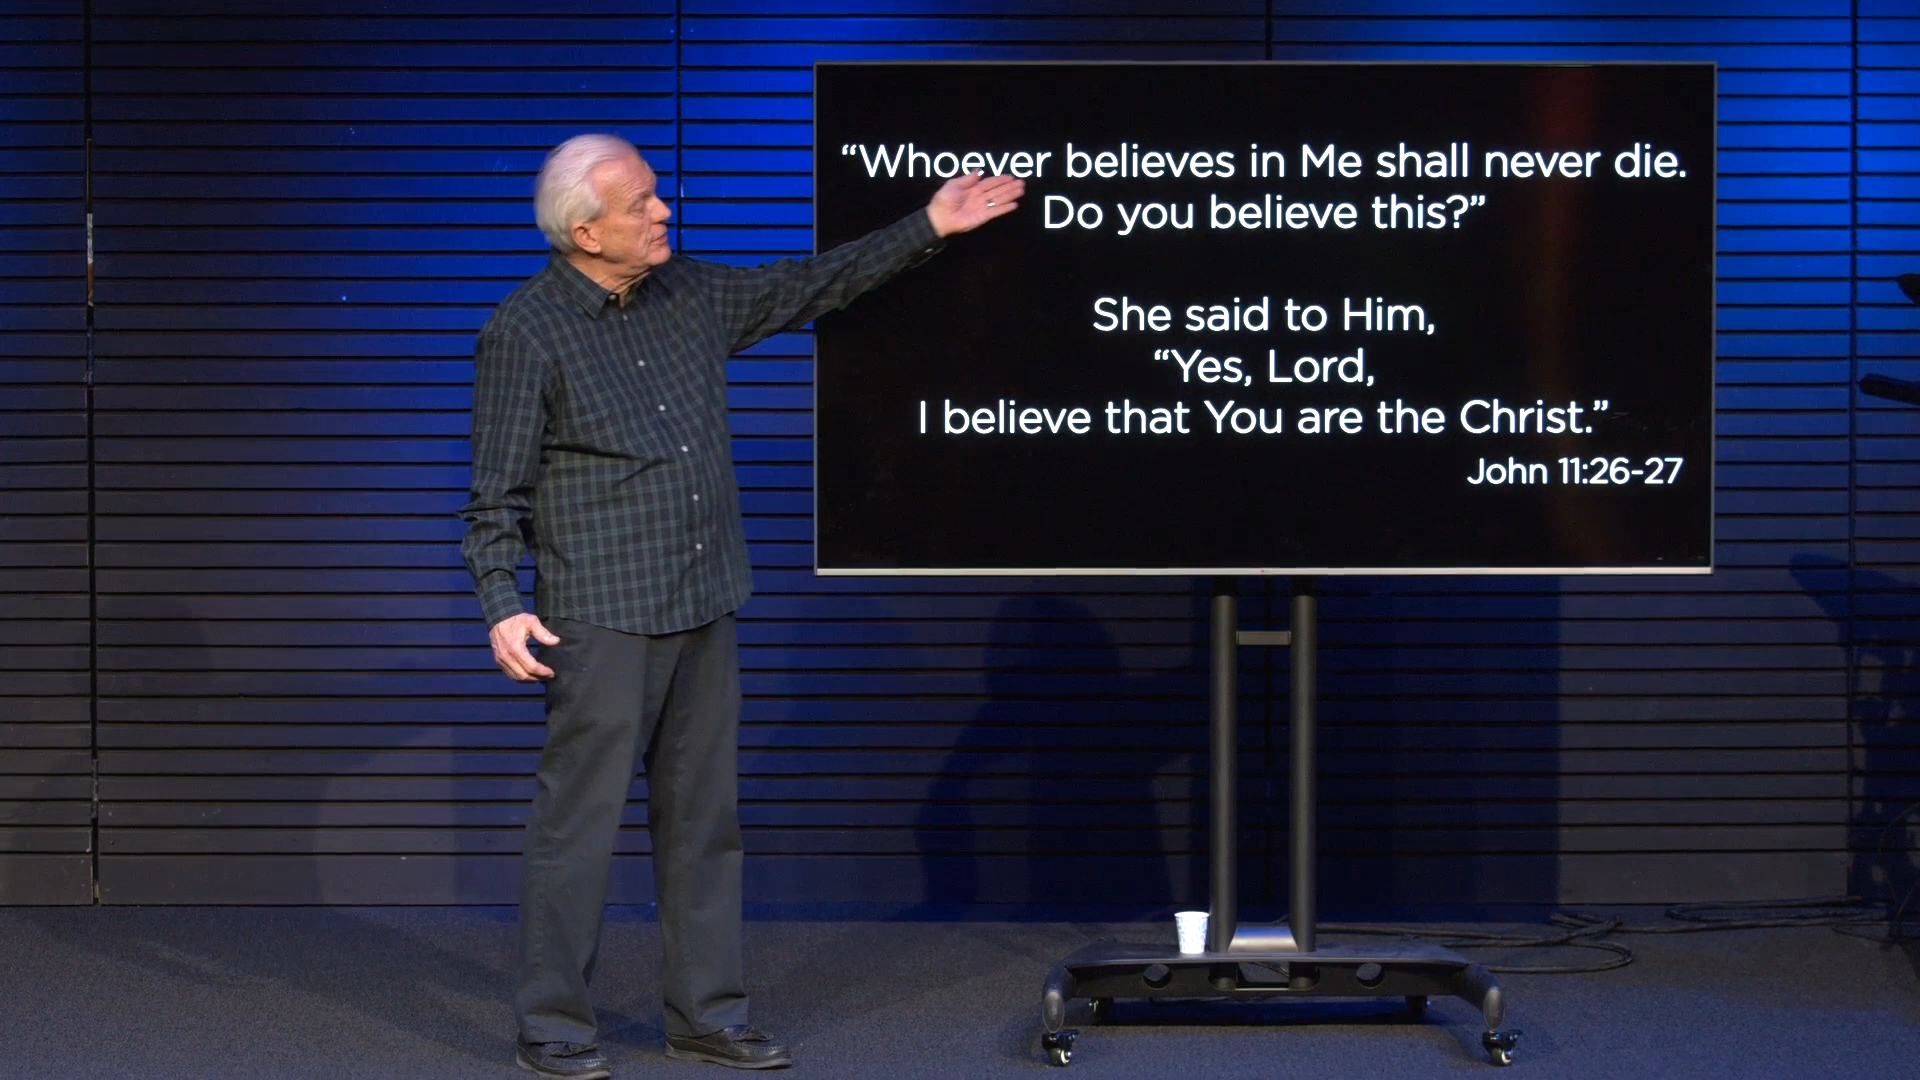 “Whoever believes in Me shall never die.
Do you believe this?”
She said to Him,
“Yes, Lord,
I believe that You are the Christ.”
John 11:26-27